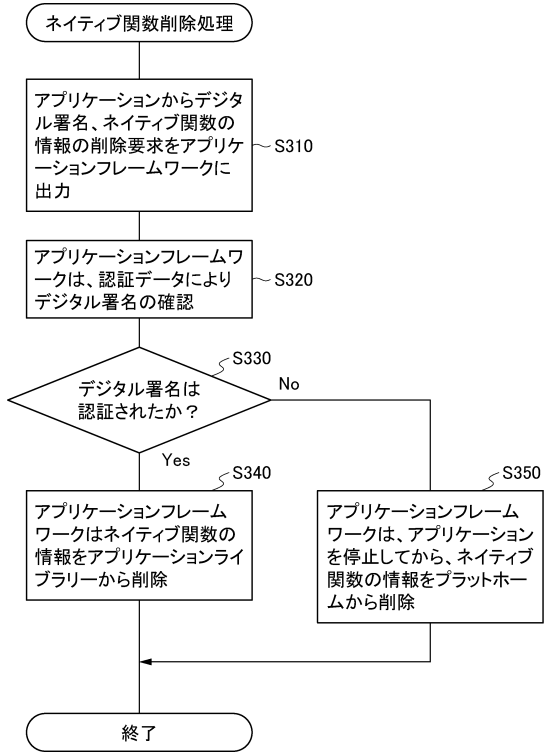 ネイティブ関数削除処理
アプリケーションからデジタ
ル署名、ネイティブ関数の
情報の削除要求をアプリケ
ーションフレームワークに
出力
S310
アプリケーションフレームワ
ークは、認証データにより
デジタル署名の確認
S320
S330
デジタル署名は
認証されたか？
No
Yes
S340
アプリケーションフレーム
ワークはネイティブ関数の
情報をアプリケーションライ
ブラリーから削除
S350
アプリケーションフレーム
ワークは、アプリケーション
を停止してから、ネイティブ
関数の情報をプラットホー
ムから削除
終了